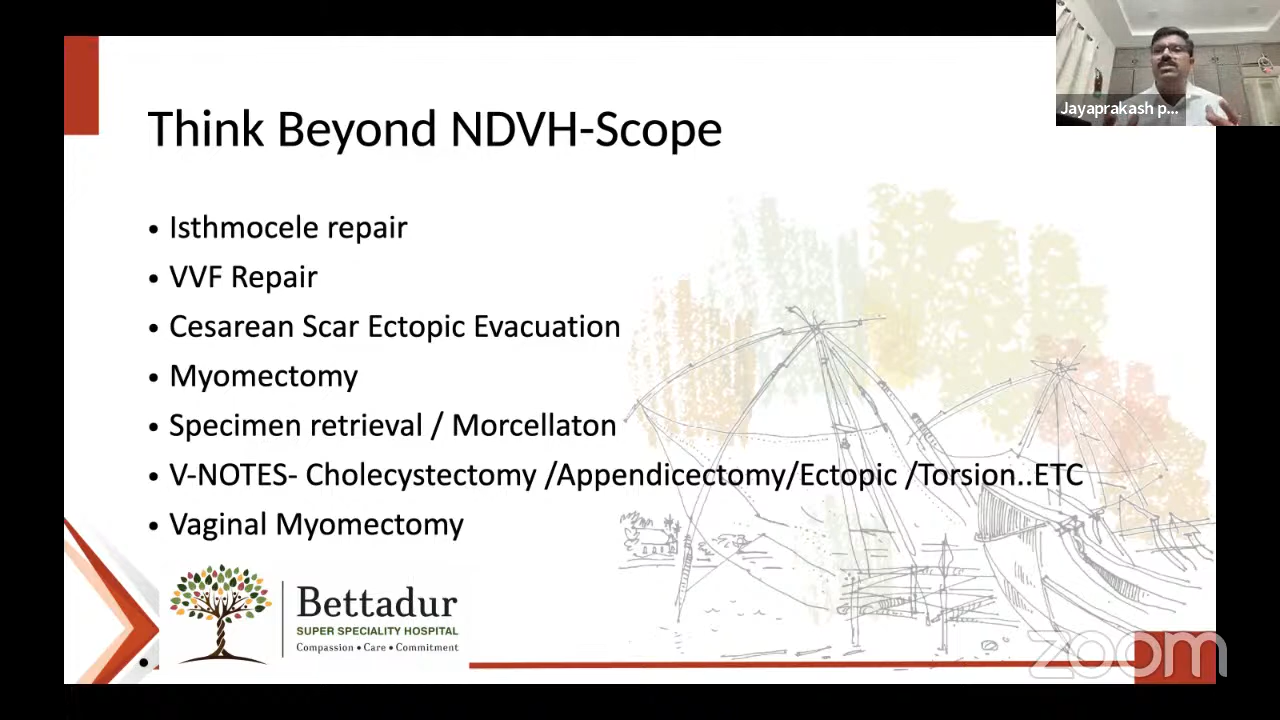 Jayaprakash p...
Think Beyond NDVH-Scope
• Isthmocele repair
• VVF Repair
• Cesarean Scar Ectopic Evacuation
• Myomectomy
• Specimen retrieval / Morcellaton
• V-NOTES- Cholecystectomy /Appendicectomy/Ectopic /Torsion..ETC
• Vaginal Myomectomy
Bettadur
SUPER SPECIALITY HOSPITAL
Compassion • Care • Commitment
•
zoom